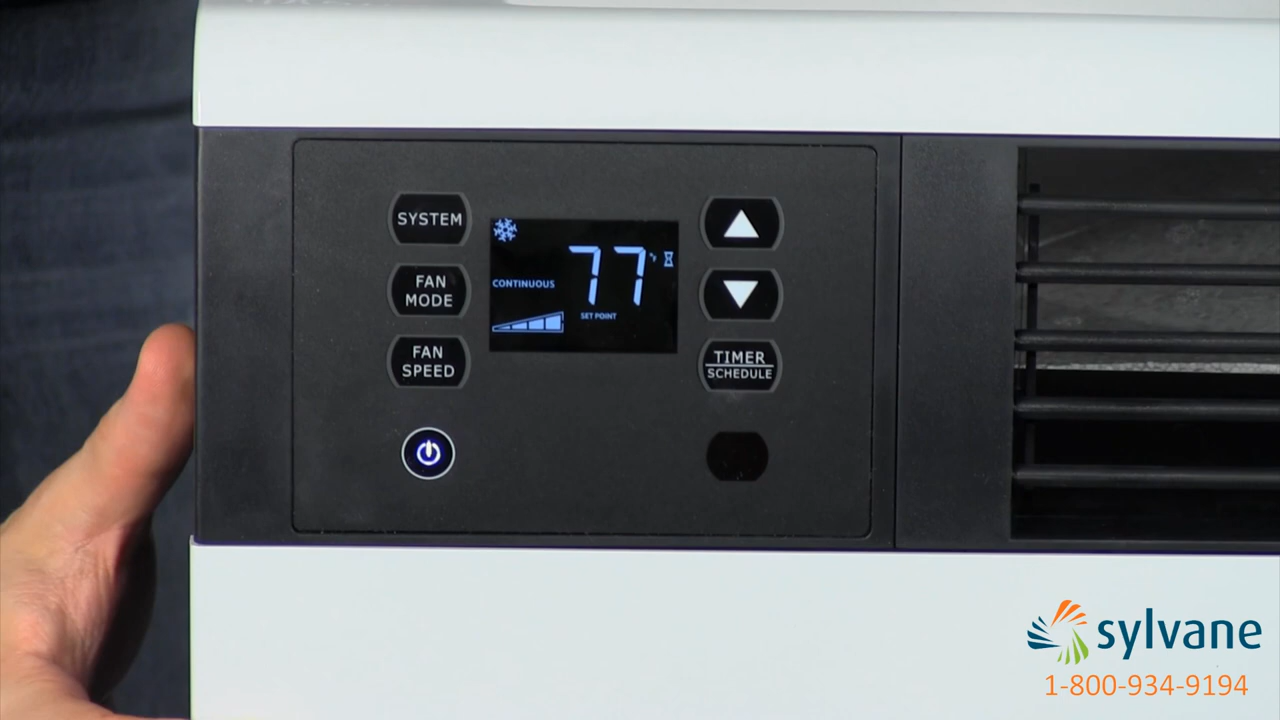 SYSTEM
FAN
MODE
FAN
SPEED
77°F
CONTINUOUS
SET POINT
TIMER
SCHEDULE
sylvane
1-800-934-9194